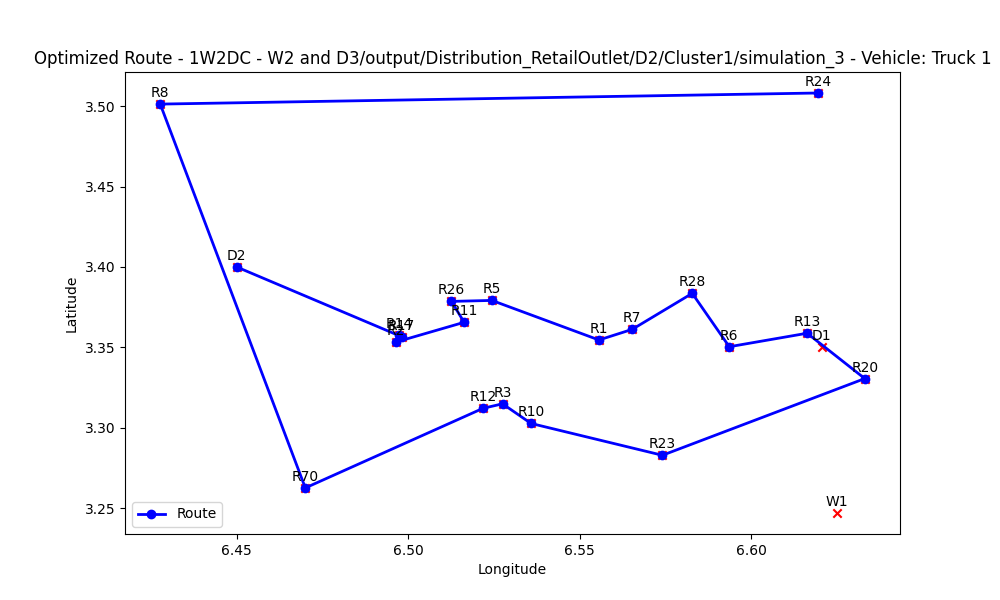 Optimized Route - 1W2DC - W2 and D3/output/Distribution_RetailOutlet/D2/Cluster1/simulation_3 - Vehicle: Truck 1
R8
R24
3.50
3.45
D2
3.40
R26
R5
R28
R11
R14
R1
R7
R13
D1
R6
3.35
R20
Latitude
R12
R3
R10
3.30
R23
R70
3.25
W1
Route
6.45
6.50
6.55
6.60
Longitude